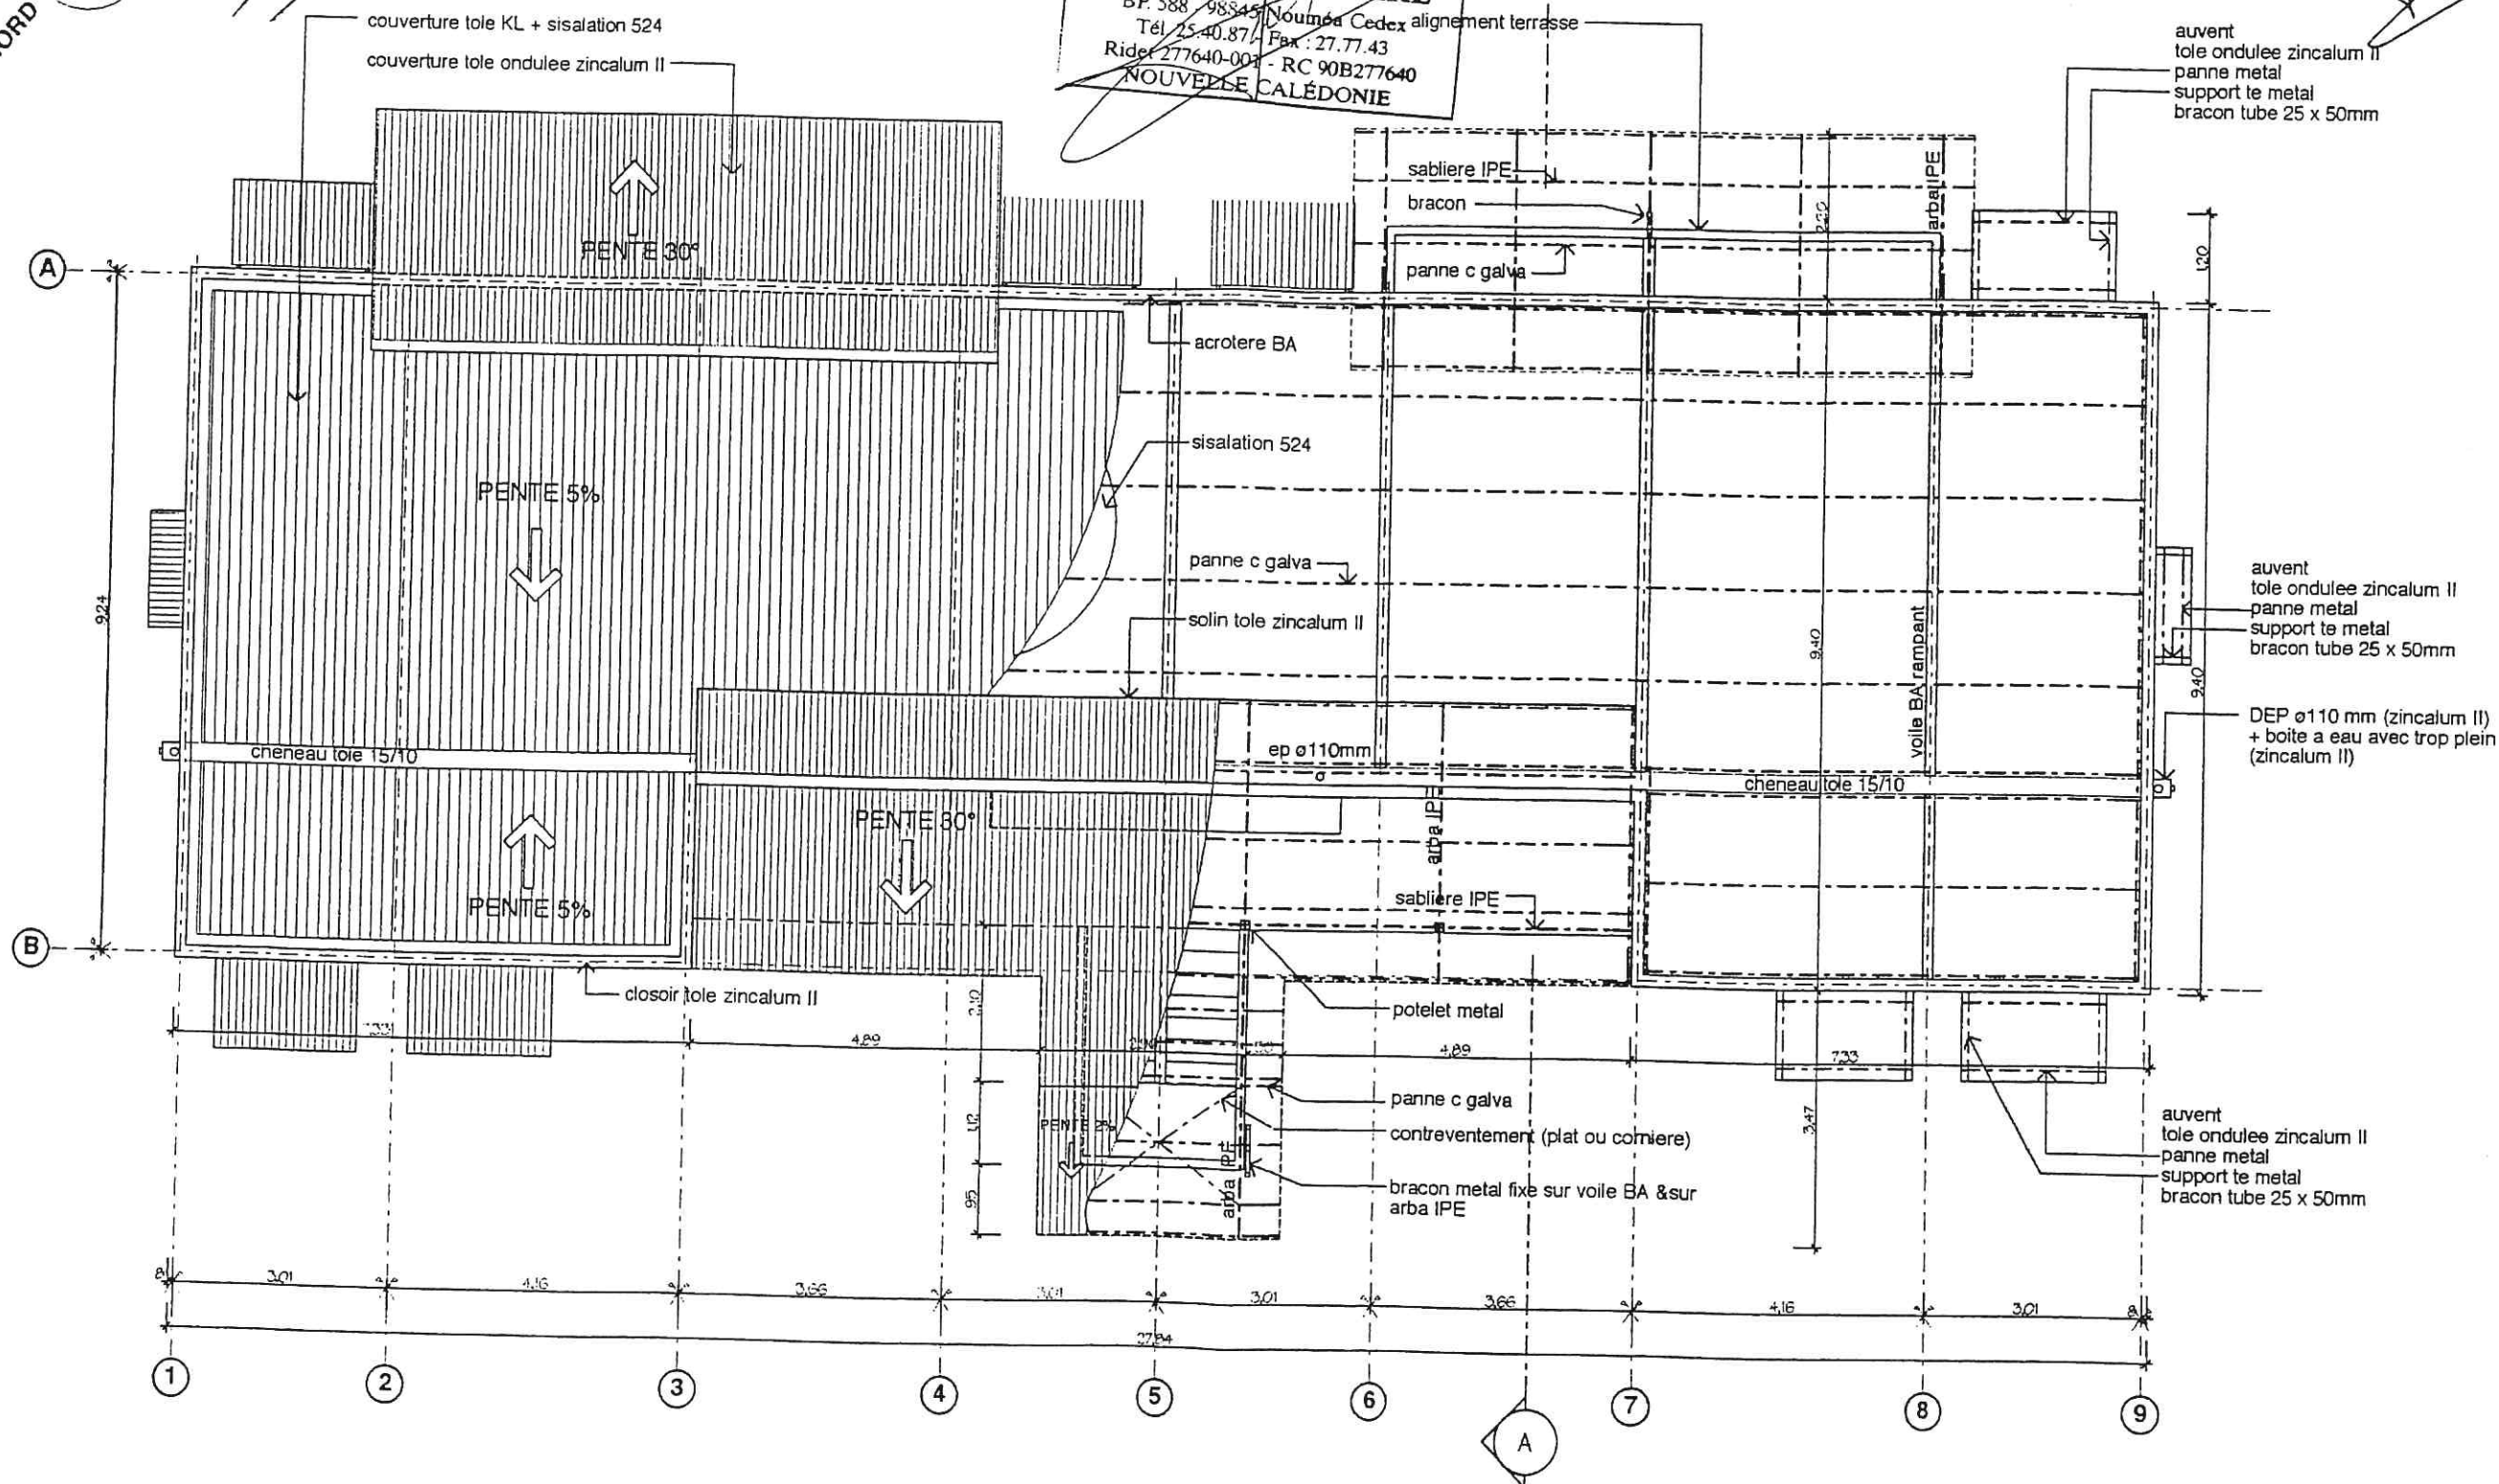 NORD
couverture tole KL + sisalation 524
couverture tole ondulee zincalum II
BP. 588 - 98845 Nouméa Cedex
Tél. 25.40.87 / Fax : 27.77.43
Ridet 277640-001 - RC 90B277640
NOUVELLE CALÉDONIE
alignement terrasse
auvent
tole ondulee zincalum II
panne metal
support te metal
bracon tube 25 x 50mm
sabliere IPE
bracon
arba IPE
PENTE 30°
panne c galva
1,20
A
acrotere BA
sisalation 524
PENTE 5%
panne c galva
9,24
solin tole zincalum II
9,40
voile BA rampant
9,40
auvent
tole ondulee zincalum II
panne metal
support te metal
bracon tube 25 x 50mm
DEP ø110 mm (zincalum II)
+ boite a eau avec trop plein
(zincalum II)
cheneau tole 15/10
ep ø110mm
cheneau tole 15/10
PENTE 30°
arba IPE
PENTE 5%
sabliere IPE
B
closoir tole zincalum II
potelet metal
4,89
4,89
7,33
panne c galva
contreventement (plat ou corniere)
3,47
arba IPE
95
bracon metal fixe sur voile BA &sur
arba IPE
auvent
tole ondulee zincalum II
panne metal
support te metal
bracon tube 25 x 50mm
8
3,01
4,16
3,66
3,01
3,01
3,66
4,16
3,01
8
27,84
1
2
3
4
5
6
7
8
9
A